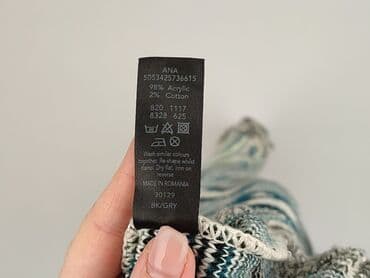 ANA
5053425736615
98% Acrylic
2% Cotton
820 1117
8328 625
Wash similar colours
together. Re-shape whilst
damp. Dry flat, iron on
reverse
MADE IN ROMANIA
30129
BK/GRY